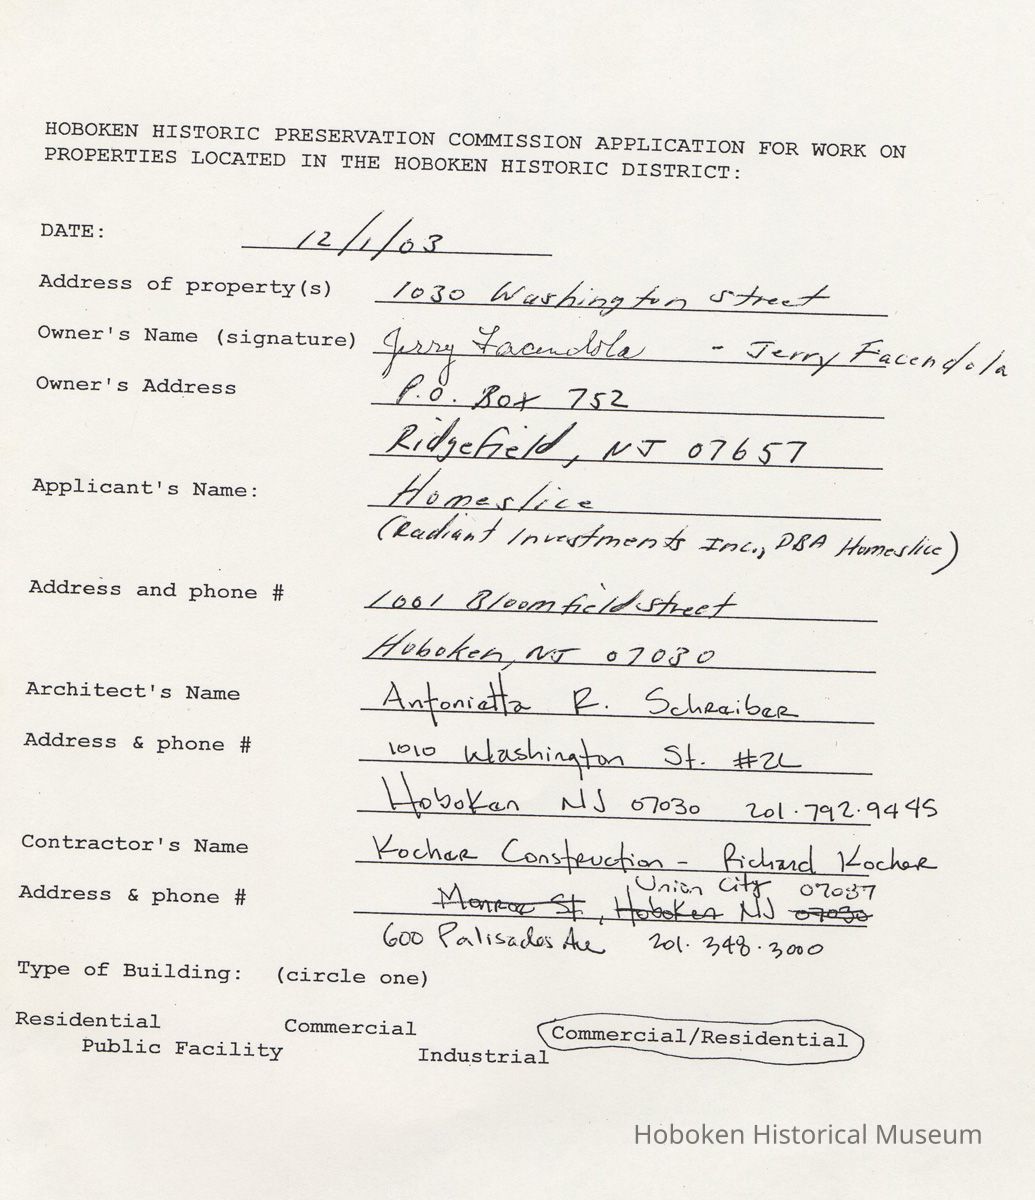 HOBOKEN HISTORIC PRESERVATION COMMISSION APPLICATION FOR WORK ON
PROPERTIES LOCATED IN THE HOBOKEN HISTORIC DISTRICT:
DATE: 12/1/03
Address of property(s) 1030 Washington street
Owner's Name (signature) Jerry Facendola - Jerry Facendola
Owner's Address P.O. Box 752
Ridgefield, NJ 07657
Applicant's Name: Homeslice
(Radiant Investments Inc., DBA Homeslice)
Address and phone # 1001 Bloomfield street
Hoboken, NJ 07030
Architect's Name Antonietta R. Schreiber
Address & phone # 1010 Washington St. #2L
Hoboken NJ 07030 201.792.9445
Contractor's Name Kocher Construction - Richard Kocher
Union City 07087
Address & phone # Monroe St, Hoboken NJ 07030
600 Palisades Ave 201.348.3000
Type of Building: (circle one)
Residential Commercial Commercial/Residential
Public Facility Industrial
Hoboken Historical Museum